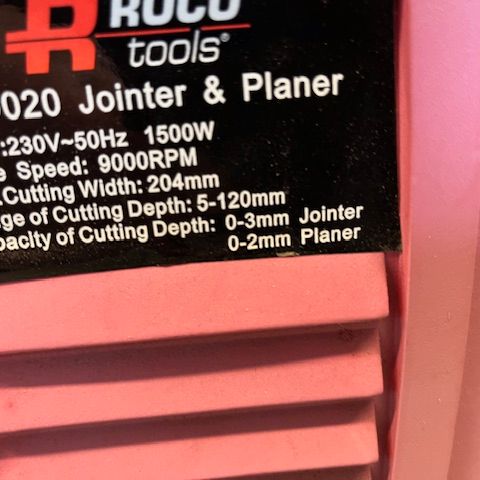 ROCO
tools®
020 Jointer & Planer
:230V~50Hz 1500W
e Speed: 9000RPM
.Cutting Width: 204mm
ge of Cutting Depth: 5-120mm
pacity of Cutting Depth: 0-3mm Jointer
0-2mm Planer